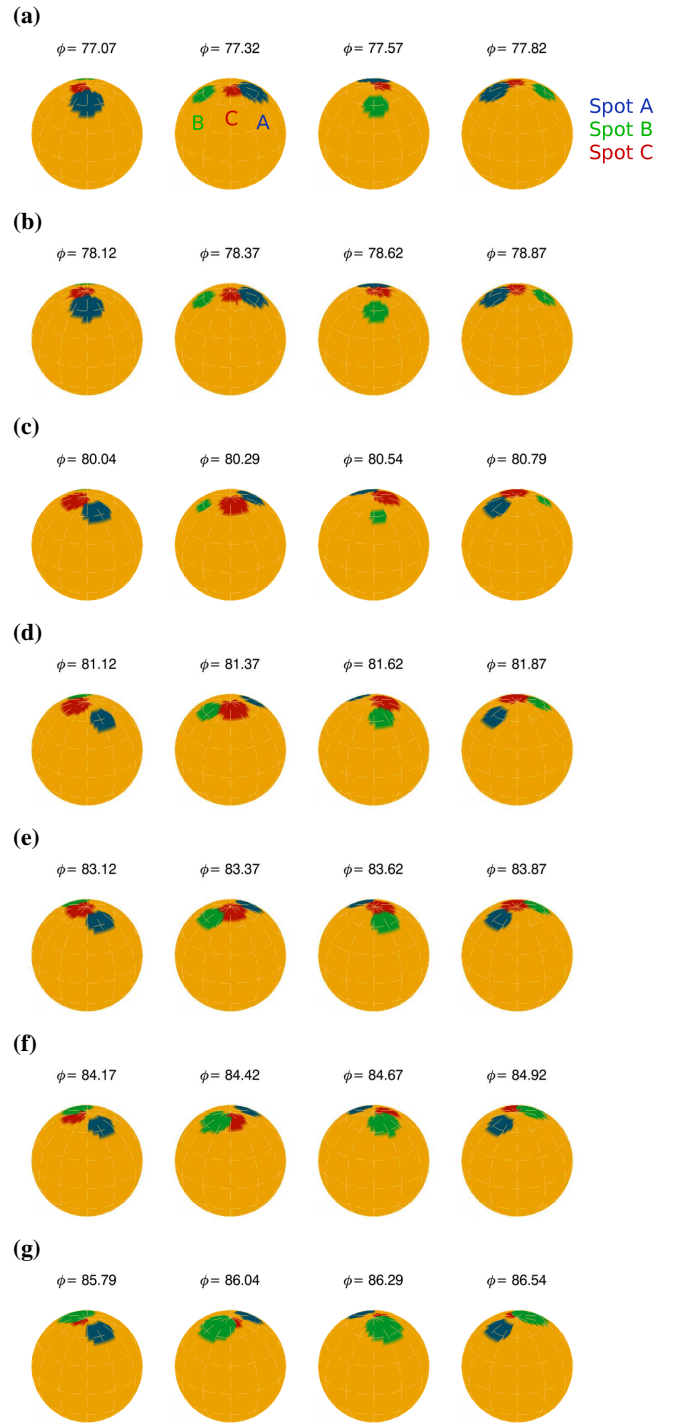 (a)
ϕ= 77.07 ϕ= 77.32 ϕ= 77.57 ϕ= 77.82
B C A
Spot A
Spot B
Spot C
(b)
ϕ= 78.12 ϕ= 78.37 ϕ= 78.62 ϕ= 78.87
(c)
ϕ= 80.04 ϕ= 80.29 ϕ= 80.54 ϕ= 80.79
(d)
ϕ= 81.12 ϕ= 81.37 ϕ= 81.62 ϕ= 81.87
(e)
ϕ= 83.12 ϕ= 83.37 ϕ= 83.62 ϕ= 83.87
(f)
ϕ= 84.17 ϕ= 84.42 ϕ= 84.67 ϕ= 84.92
(g)
ϕ= 85.79 ϕ= 86.04 ϕ= 86.29 ϕ= 86.54